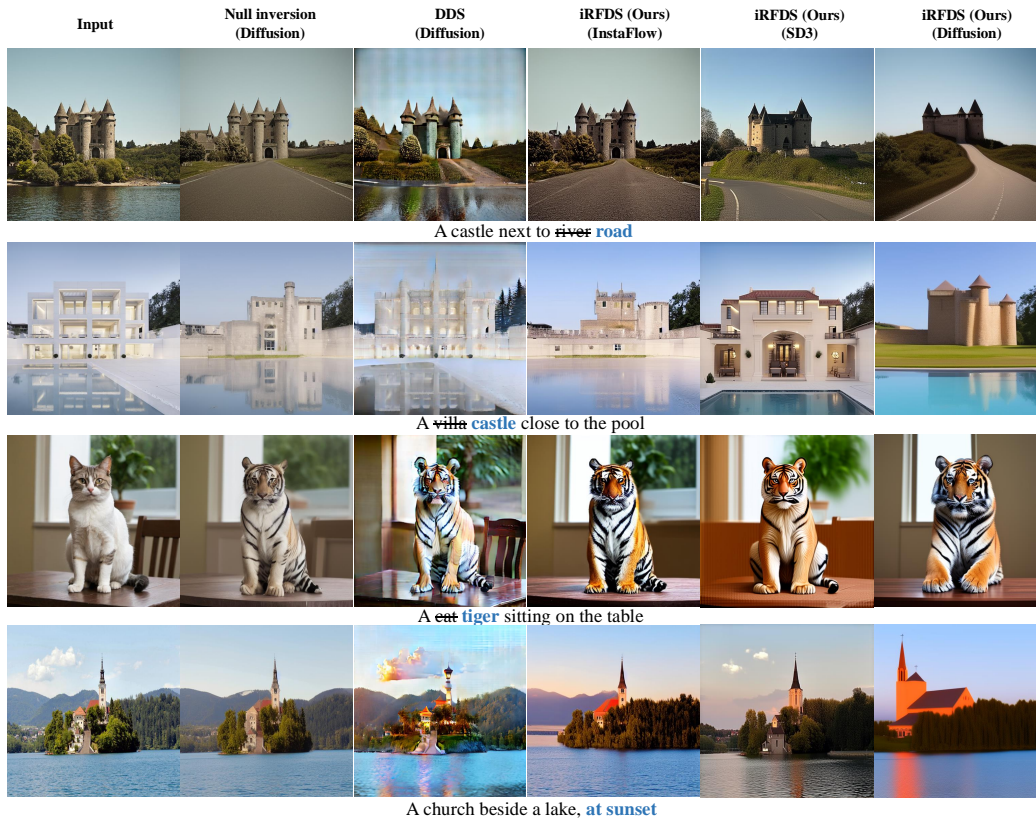 Input
Null inversion
(Diffusion)
DDS
(Diffusion)
iRFDS (Ours)
(InstaFlow)
iRFDS (Ours)
(SD3)
iRFDS (Ours)
(Diffusion)
A castle next to river road
A villa castle close to the pool
A cat tiger sitting on the table
A church beside a lake, at sunset